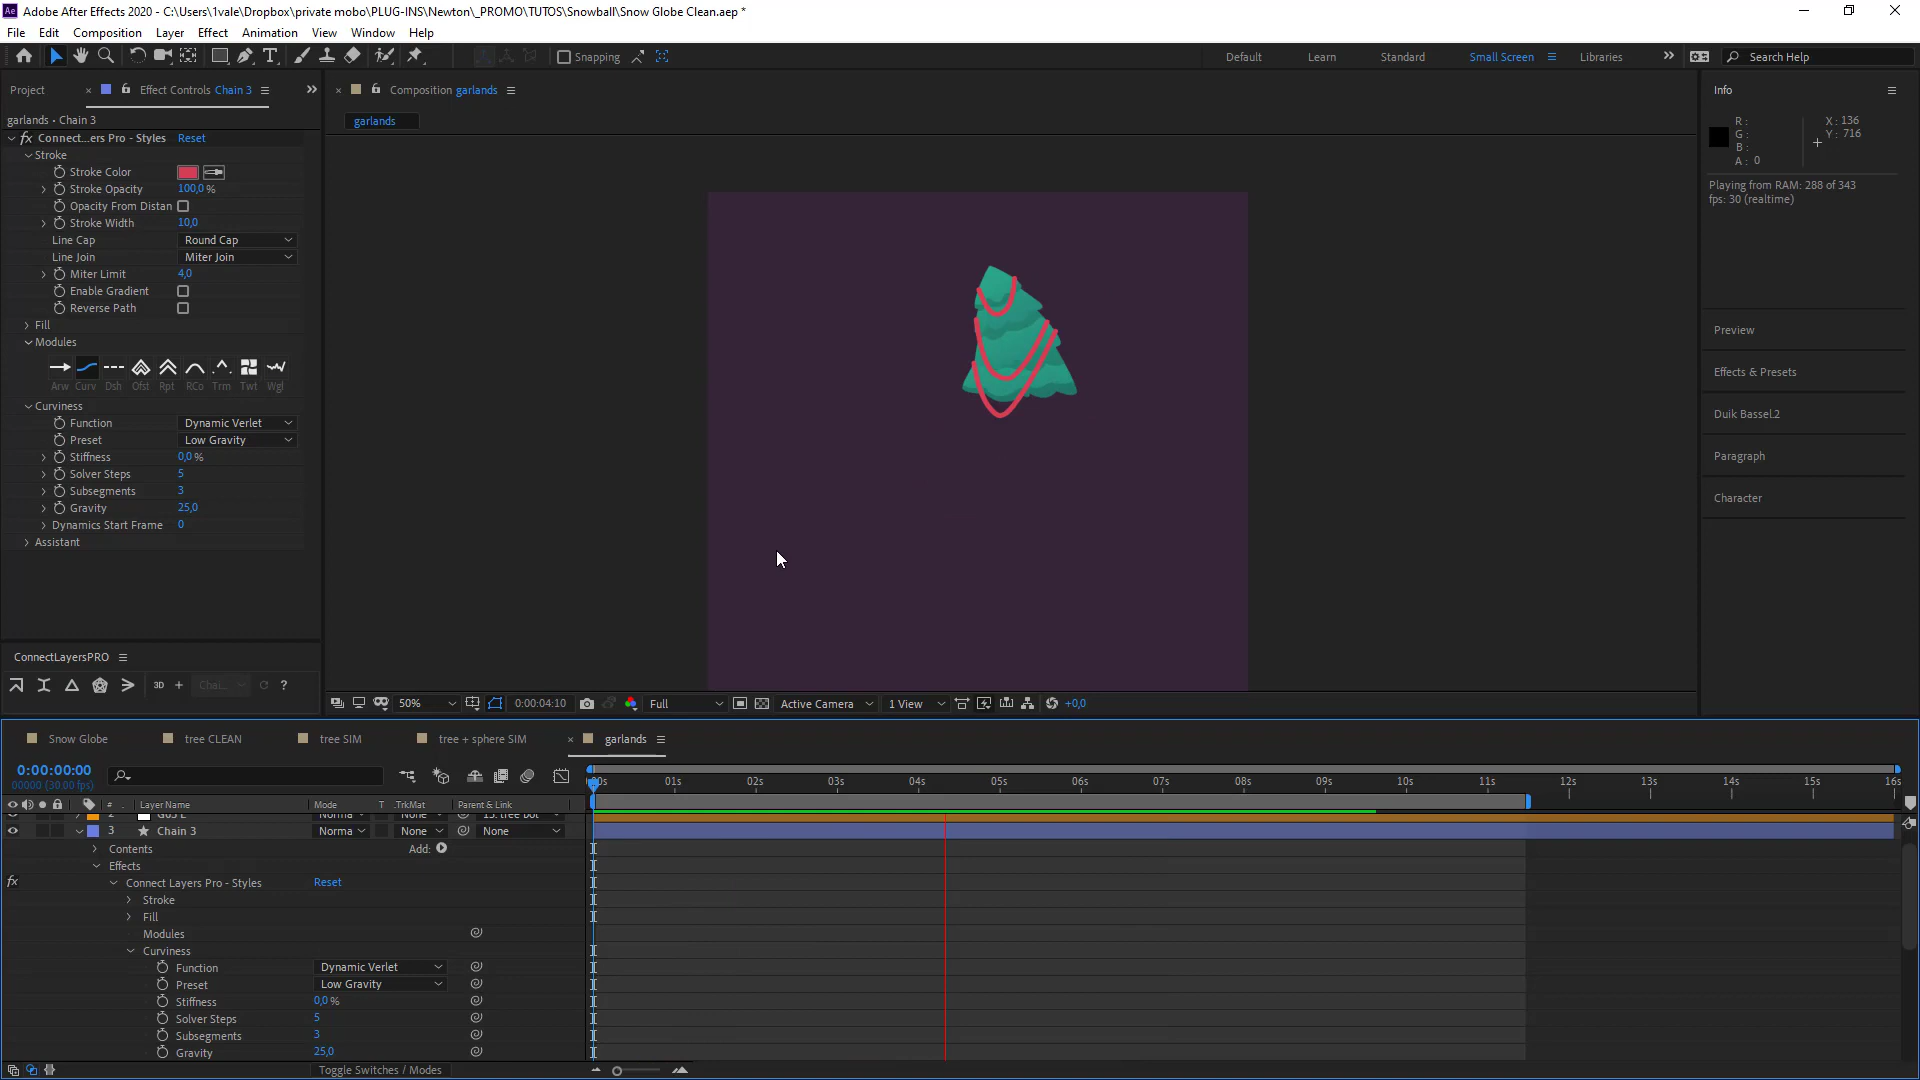 Adobe After Effects 2020 - C:\Users\1vale\Dropbox\private mobo\PLUG-INS\Newton\_PROMO\TUTOS\Snowball\Snow Globe Clean.aep *
File Edit Composition Layer Effect Animation View Window Help
Snapping Default Learn Standard Small Screen Libraries Search Help
Project Effect Controls Chain 3
Composition garlands
Info
garlands • Chain 3
garlands
R :
G :
B :
A : 0
X : 136
Y : 716
Connect...ers Pro - Styles Reset
Stroke
Stroke Color
Stroke Opacity 100,0 %
Opacity From Distan
Stroke Width 10,0
Line Cap Round Cap
Line Join Miter Join
Miter Limit 4,0
Enable Gradient
Reverse Path
Fill
Modules
Arw Curv Dsh Ofst Rpt RCo Trm Twt Wgl
Curviness
Function Dynamic Verlet
Preset Low Gravity
Stiffness 0,0 %
Solver Steps 5
Subsegments 3
Gravity 25,0
Dynamics Start Frame 0
Assistant
Playing from RAM: 288 of 343
fps: 30 (realtime)
Preview
Effects & Presets
Duik Bassel.2
Paragraph
Character
ConnectLayersPRO
3D + Chai... ?
50% 0:00:04:10 Full Active Camera 1 View +0,0
Snow Globe tree CLEAN tree SIM tree + sphere SIM garlands
0:00:00:00
00000 (30.00 fps)
01s 02s 03s 04s 05s 06s 07s 08s 09s 10s 11s 12s 13s 14s 15s 16s
# Layer Name Mode T .TrkMat Parent & Link
3 Chain 3 Norma None None
Contents Add:
Effects
Connect Layers Pro - Styles Reset
Stroke
Fill
Modules
Curviness
Function Dynamic Verlet
Preset Low Gravity
Stiffness 0,0 %
Solver Steps 5
Subsegments 3
Gravity 25,0
Toggle Switches / Modes